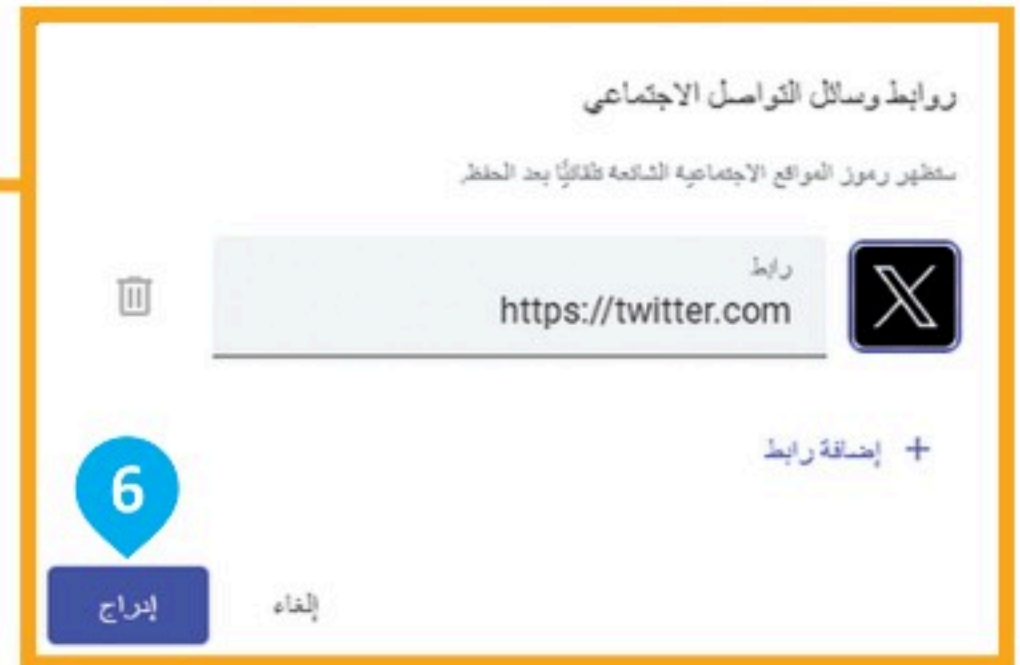 روابط وسائل التواصل الاجتماعي
ستظهر رموز المواقع الاجتماعية الشائعة تلقائيًّا بعد الحفظ.
رابط
https://twitter.com
+ إضافة رابط
6
إلغاء
إدراج